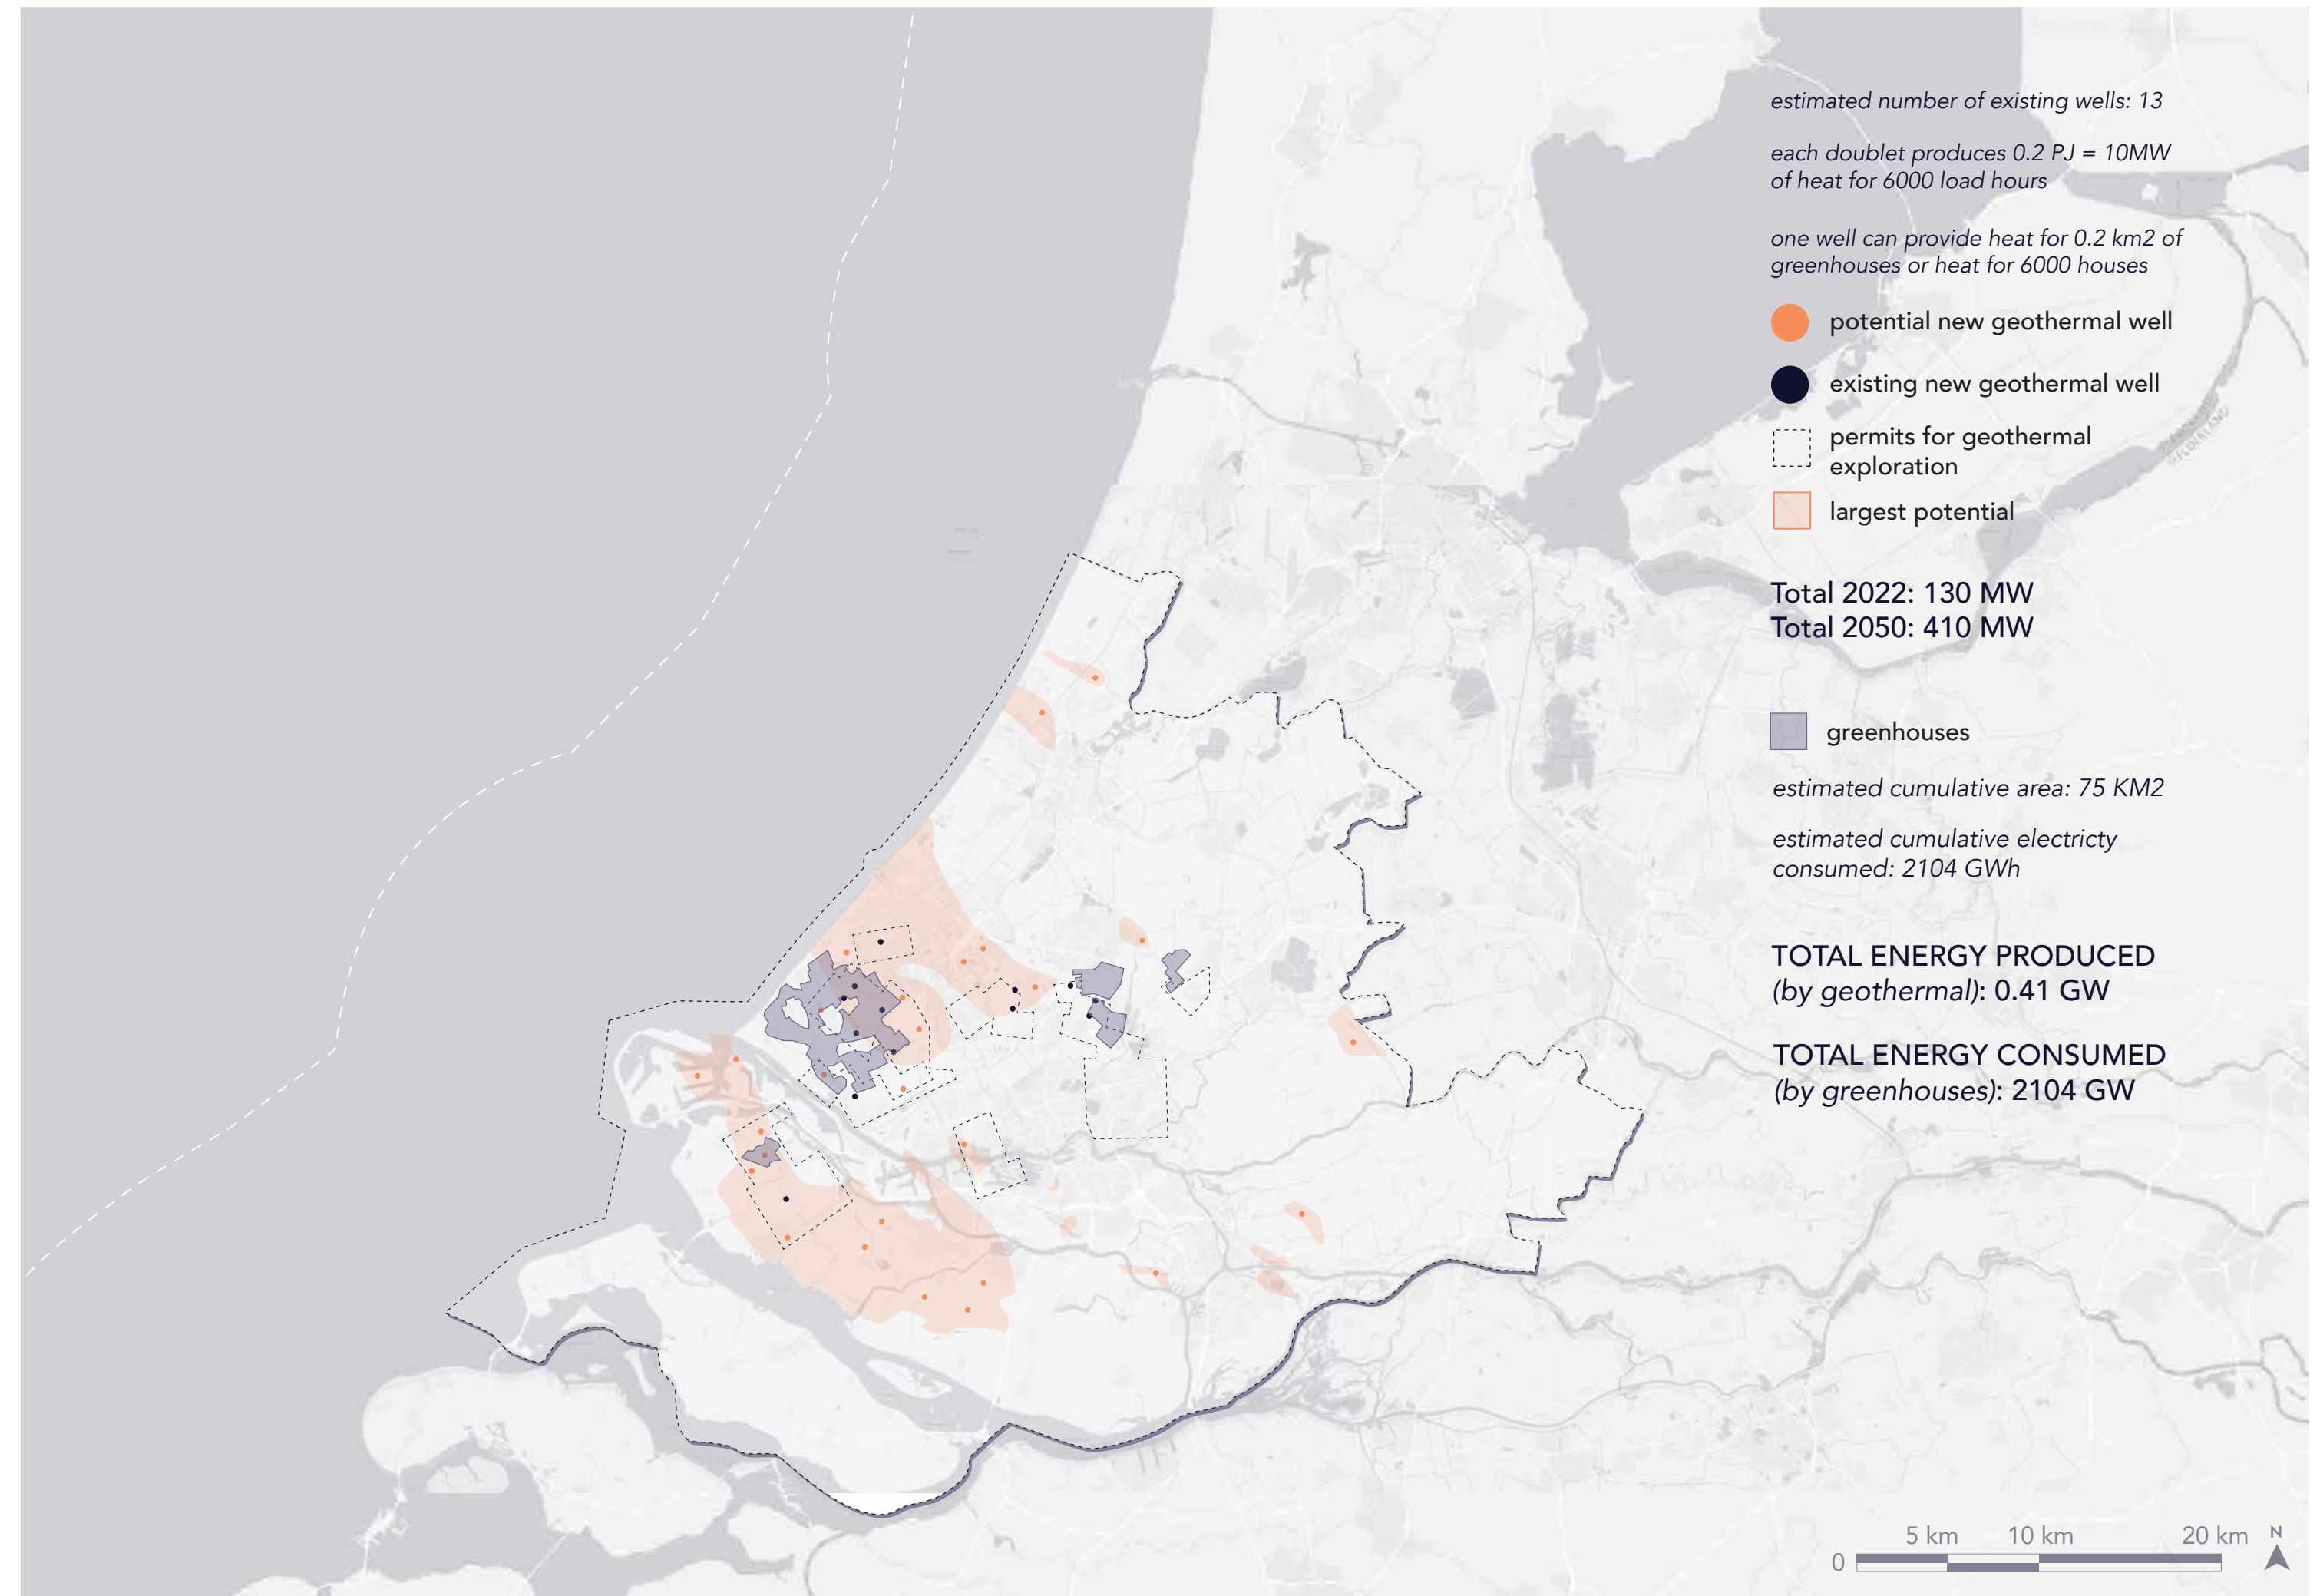 estimated number of existing wells: 13
each doublet produces 0.2 PJ = 10MW
of heat for 6000 load hours
one well can provide heat for 0.2 km2 of
greenhouses or heat for 6000 houses
potential new geothermal well
existing new geothermal well
permits for geothermal
exploration
largest potential
Total 2022: 130 MW
Total 2050: 410 MW
greenhouses
estimated cumulative area: 75 KM2
estimated cumulative electricty
consumed: 2104 GWh
TOTAL ENERGY PRODUCED
(by geothermal): 0.41 GW
TOTAL ENERGY CONSUMED
(by greenhouses): 2104 GW
0 5 km 10 km 20 km N